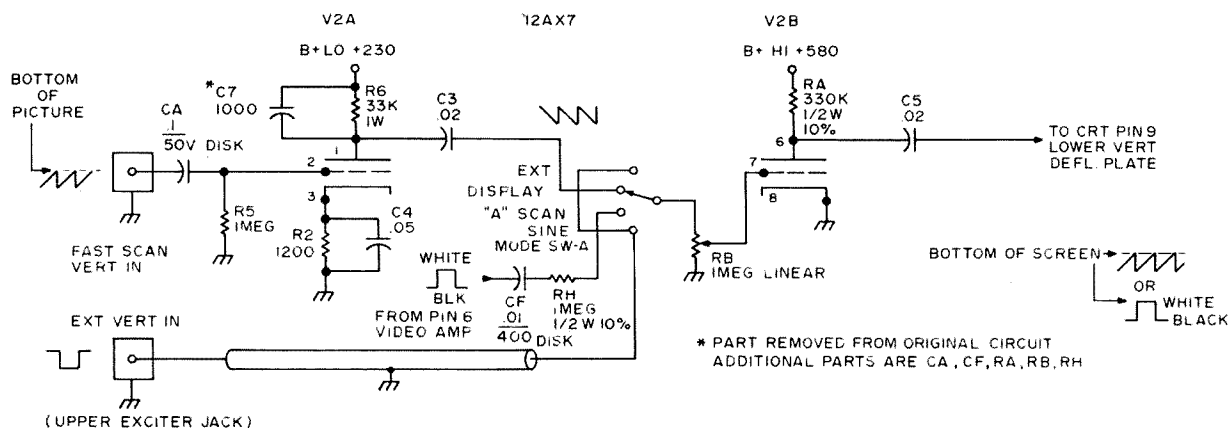 V2A
12AX7
V2B
B+LO +230
B+ HI +580
BOTTOM
OF
PICTURE
*C7
1000
R6
33K
1W
C3
.02
RA
330K
1/2 W
10%
C5
.02
CA
.1
50V DISK
1
2
3
6
7
8
TO CRT PIN 9
LOWER VERT
DEFL. PLATE
EXT
DISPLAY
"A" SCAN
SINE
MODE SW-A
R5
1MEG
R2
1200
C4
.05
FAST SCAN
VERT IN
RB
1MEG LINEAR
BOTTOM OF SCREEN
OR
WHITE
BLACK
WHITE
BLK
FROM PIN 6
VIDEO AMP
CF
.01
400 DISK
RH
1MEG
1/2 W 10%
EXT VERT IN
* PART REMOVED FROM ORIGINAL CIRCUIT
ADDITIONAL PARTS ARE CA, CF, RA, RB, RH
(UPPER EXCITER JACK)